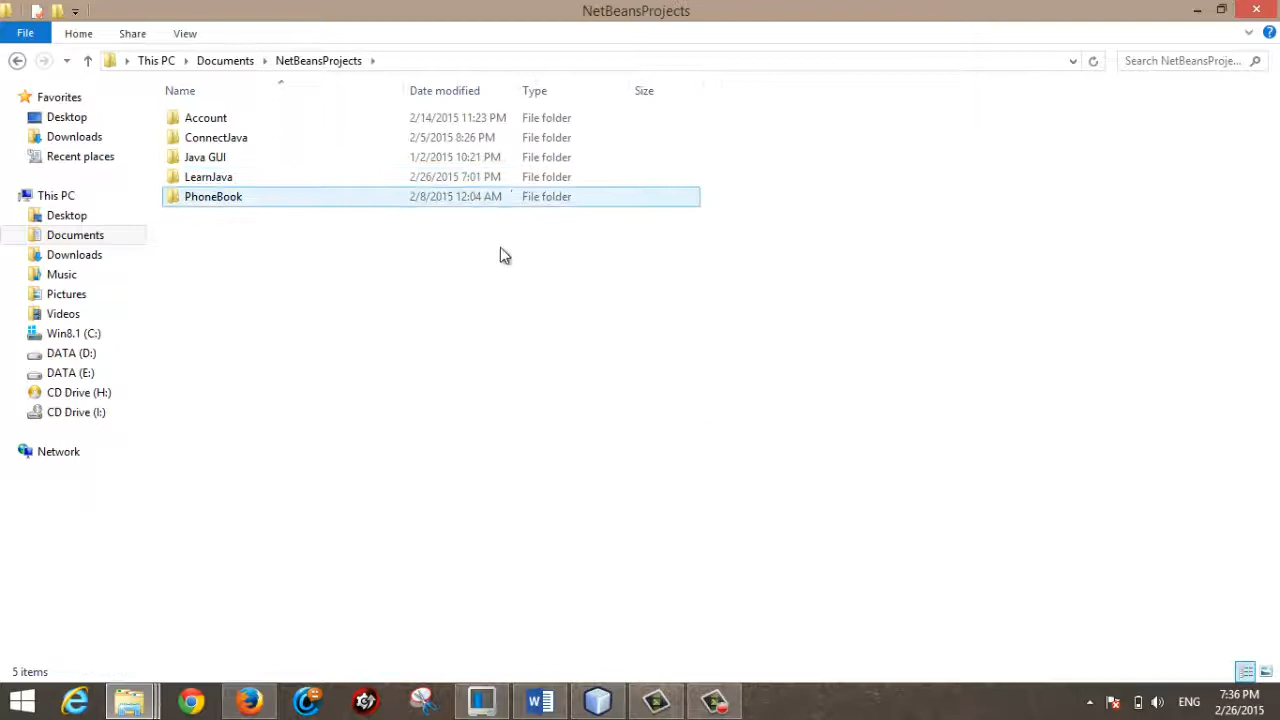 NetBeansProjects
File Home Share View
This PC Documents NetBeansProjects Search NetBeansProje...
Name Date modified Type Size
Favorites
Desktop
Downloads
Recent places
This PC
Desktop
Documents
Downloads
Music
Pictures
Videos
Win8.1 (C:)
DATA (D:)
DATA (E:)
CD Drive (H:)
CD Drive (I:)
Network
Account 2/14/2015 11:23 PM File folder
ConnectJava 2/5/2015 8:26 PM File folder
Java GUI 1/2/2015 10:21 PM File folder
LearnJava 2/26/2015 7:01 PM File folder
PhoneBook 2/8/2015 12:04 AM File folder
5 items
ENG 7:36 PM
2/26/2015